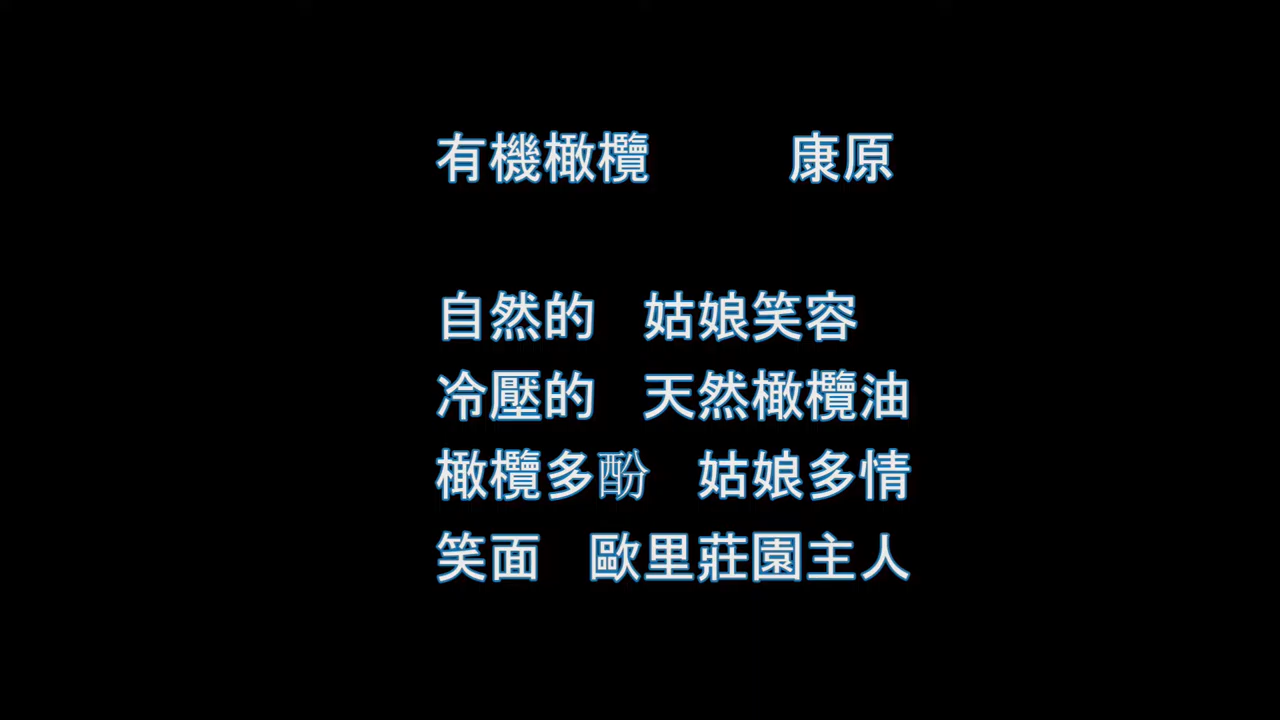 有機橄欖 康原
自然的 姑娘笑容
冷壓的 天然橄欖油
橄欖多酚 姑娘多情
笑面 歐里莊園主人